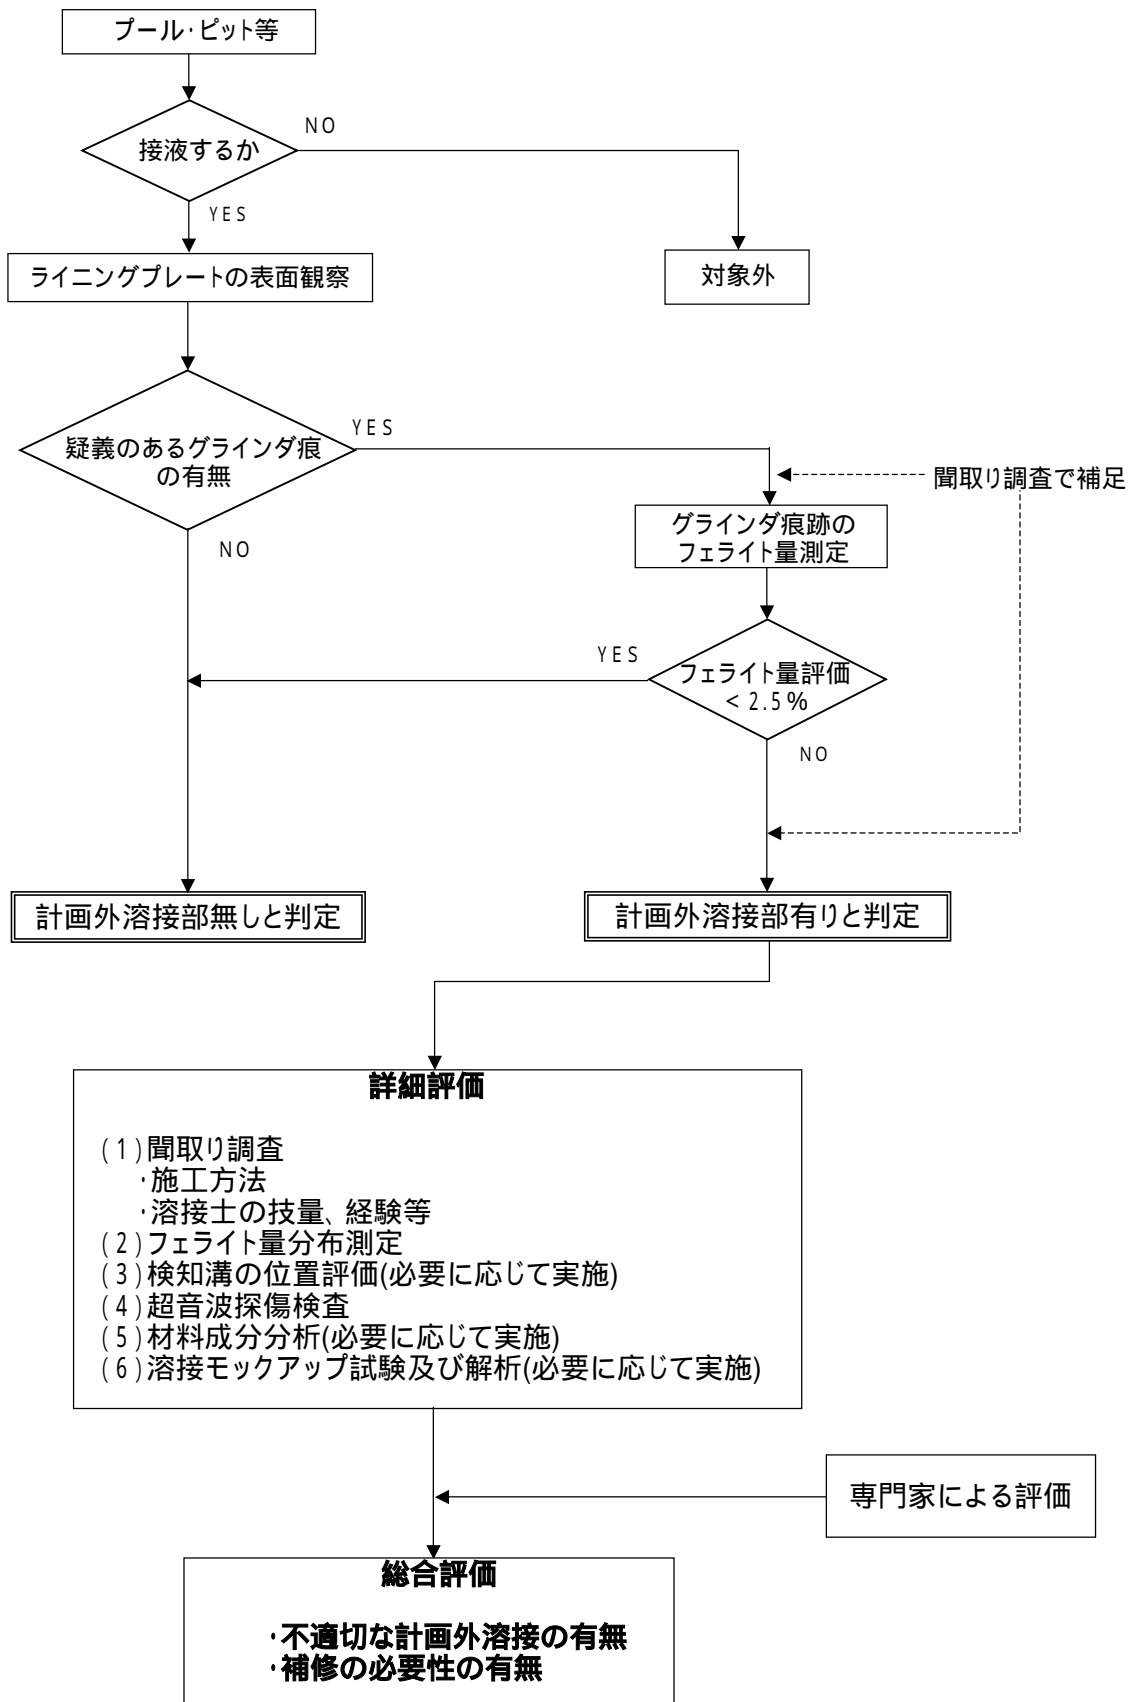 プール・ピット等
接液するか
NO
YES
ライニングプレートの表面観察
対象外
疑義のあるグラインダ痕
の有無
YES
NO
聞取り調査で補足
グラインダ痕跡の
フェライト量測定
YES
フェライト量評価
< 2.5%
NO
計画外溶接部無しと判定
計画外溶接部有りと判定
詳細評価
(1)聞取り調査
・施工方法
・溶接士の技量、経験等
(2)フェライト量分布測定
(3)検知溝の位置評価(必要に応じて実施)
(4)超音波探傷検査
(5)材料成分分析(必要に応じて実施)
(6)溶接モックアップ試験及び解析(必要に応じて実施)
専門家による評価
総合評価
・不適切な計画外溶接の有無
・補修の必要性の有無